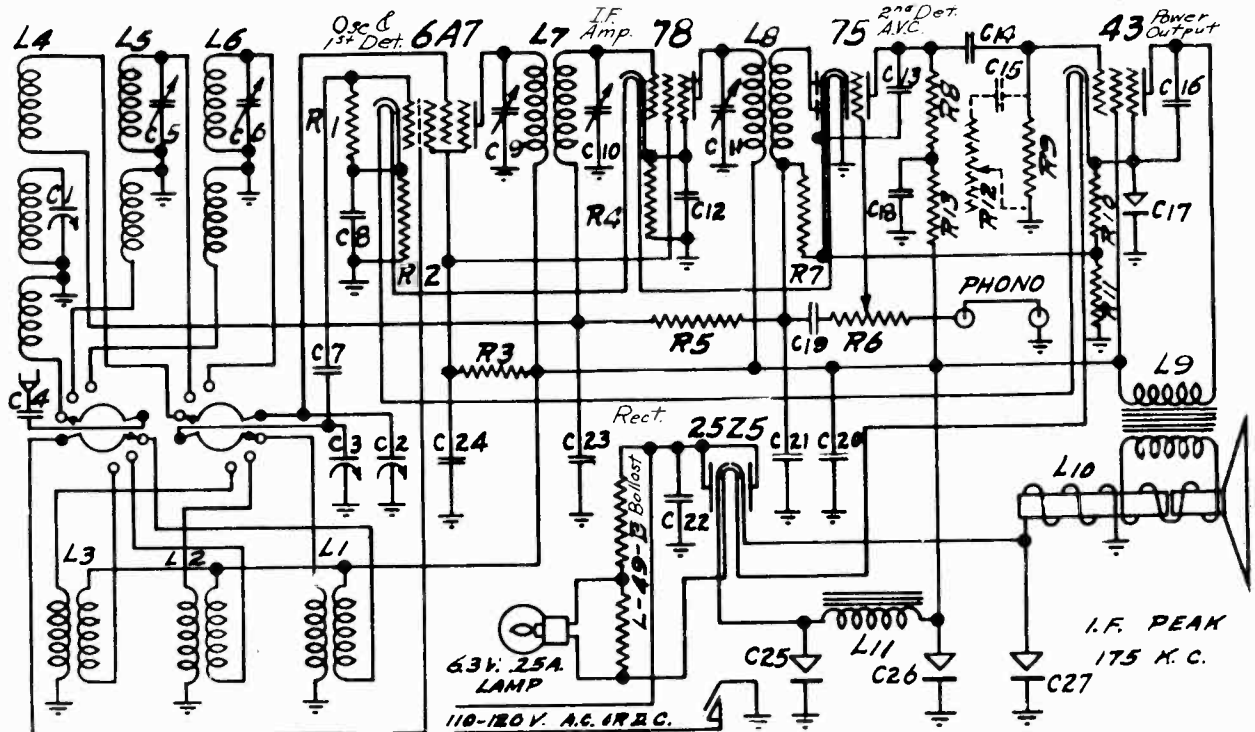 L4
L5
L6
Osc &
1st Det.
6A7
L7
I.F.
Amp.
78
L8
75
2nd Det.
A.V.C.
43
Power
Output
C5
C6
R1
C9
C10
C11
C13
R8
C14
C15
C16
C1
C8
R2
R4
C12
R7
C18
R13
R12
R9
R10
R11
C17
PHONO
C7
R3
R5
C19
R6
L9
C4
C3
C2
C24
C23
Rect.
25Z5
C21
C20
L10
L-49-B Ballast
C22
L3
L2
L1
L11
I.F. PEAK
175 K.C.
6.3V. .25A.
LAMP
C25
C26
C27
110-120 V. A.C. OR D.C.